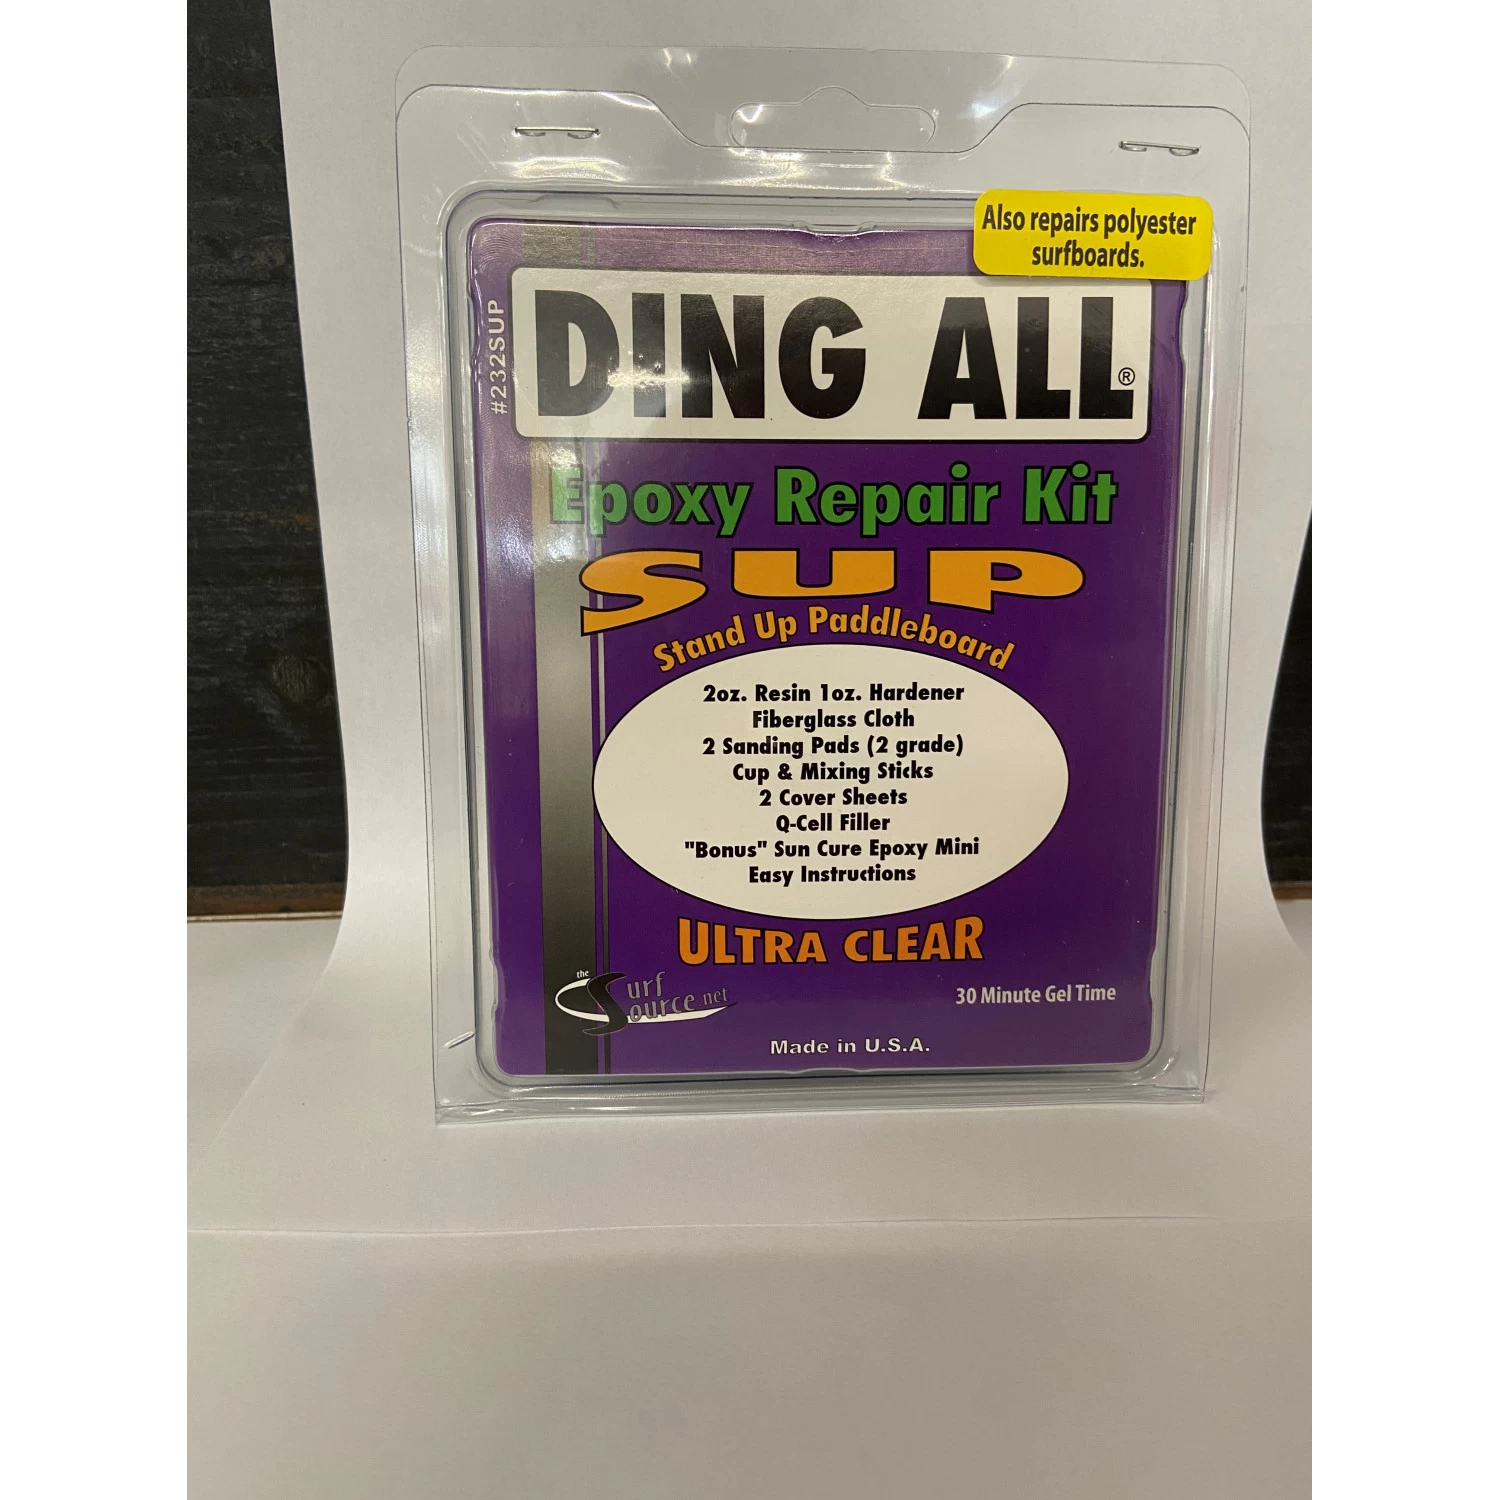 Also repairs polyester
surfboards.
#232SUP
DING ALL®
Epoxy Repair Kit
SUP
Stand Up Paddleboard
2oz. Resin 1oz. Hardener
Fiberglass Cloth
2 Sanding Pads (2 grade)
Cup & Mixing Sticks
2 Cover Sheets
Q-Cell Filler
"Bonus" Sun Cure Epoxy Mini
Easy Instructions
ULTRA CLEAR
the Surf
Source.net
30 Minute Gel Time
Made in U.S.A.